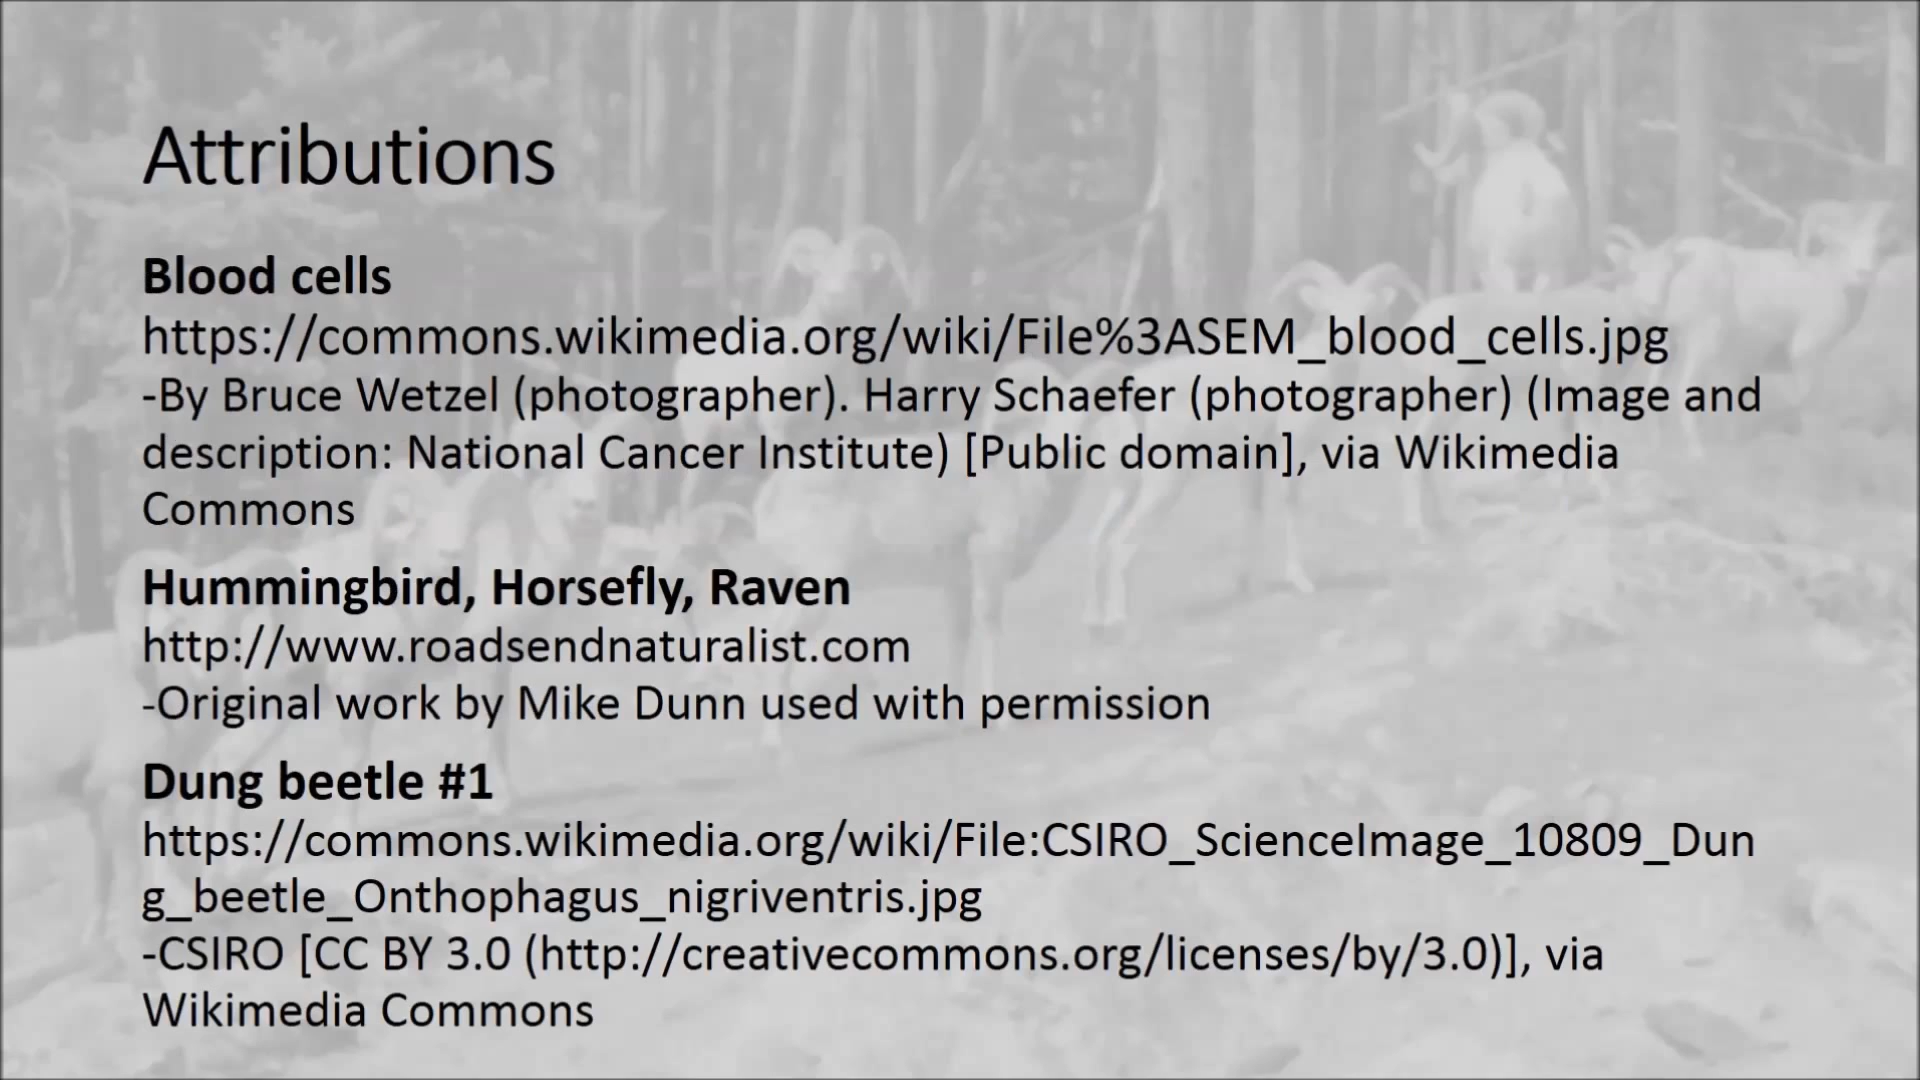 Attributions
Blood cells
https://commons.wikimedia.org/wiki/File%3ASEM_blood_cells.jpg
-By Bruce Wetzel (photographer). Harry Schaefer (photographer) (Image and
description: National Cancer Institute) [Public domain], via Wikimedia
Commons
Hummingbird, Horsefly, Raven
http://www.roadsendnaturalist.com
-Original work by Mike Dunn used with permission
Dung beetle #1
https://commons.wikimedia.org/wiki/File:CSIRO_ScienceImage_10809_Dun
g_beetle_Onthophagus_nigriventris.jpg
-CSIRO [CC BY 3.0 (http://creativecommons.org/licenses/by/3.0)], via
Wikimedia Commons